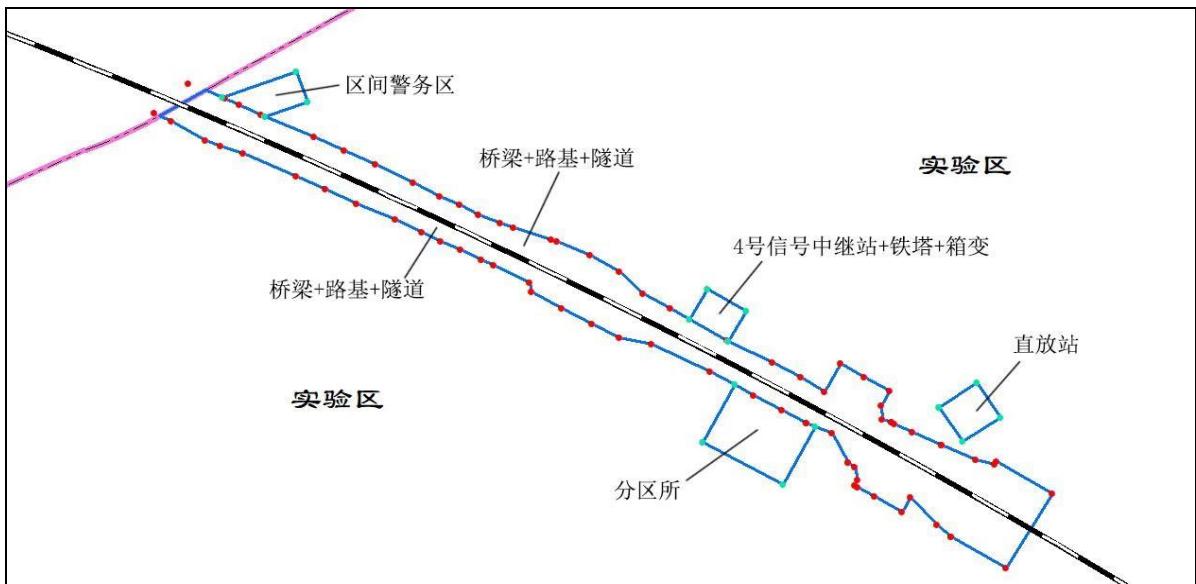 区间警务区
桥梁+路基+隧道
实验区
4号信号中继站+铁塔+箱变
桥梁+路基+隧道
直放站
实验区
分区所